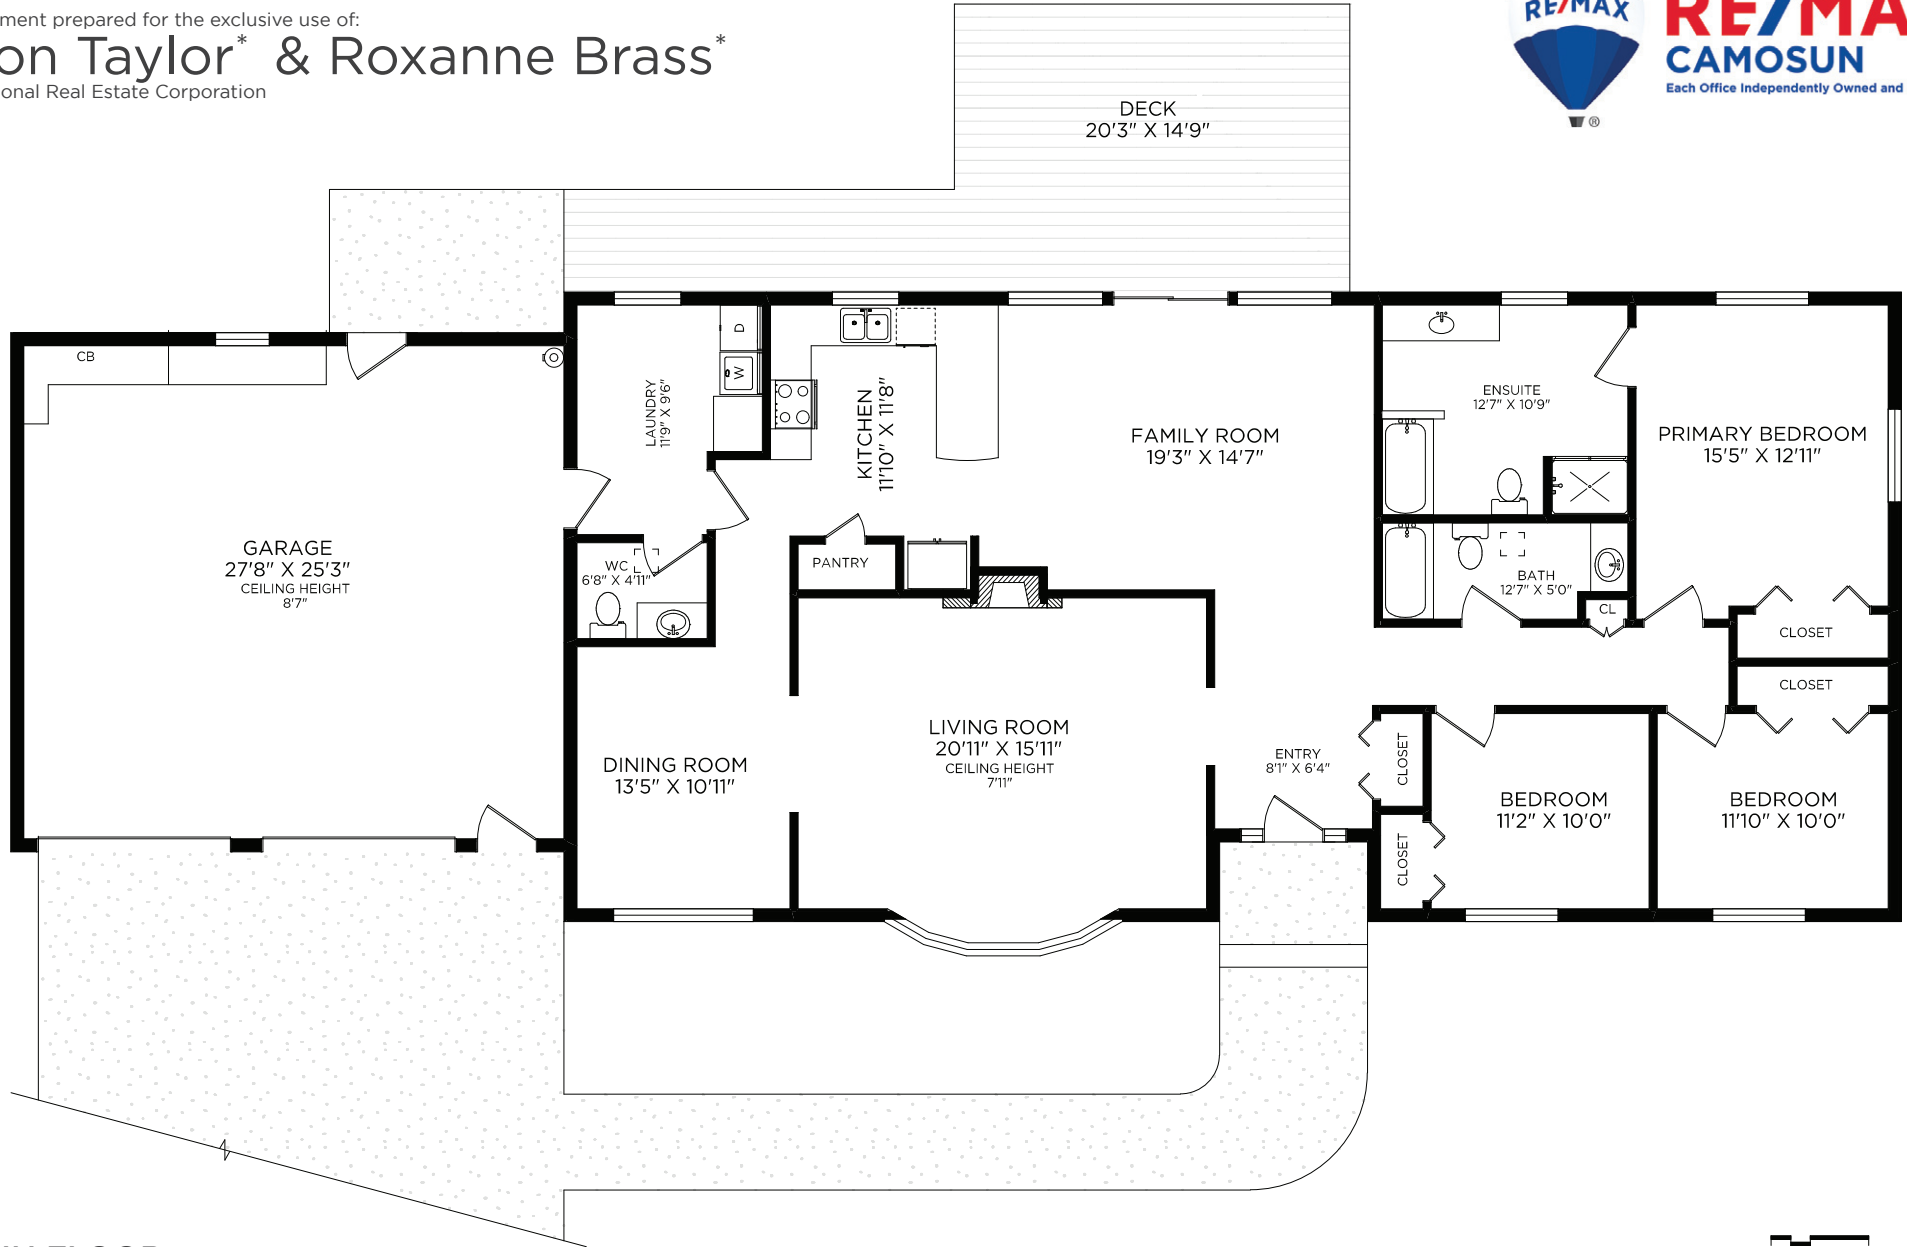 ment prepared for the exclusive use of:
on Taylor* & Roxanne Brass*
onal Real Estate Corporation
RE/MAX
RE/MA
CAMOSUN
Each Office Independently Owned and
®
DECK
20'3" X 14'9"
CB
D
W
LAUNDRY
11'9" X 9'6"
KITCHEN
11'10" X 11'8"
FAMILY ROOM
19'3" X 14'7"
ENSUITE
12'7" X 10'9"
PRIMARY BEDROOM
15'5" X 12'11"
GARAGE
27'8" X 25'3"
CEILING HEIGHT
8'7"
WC
6'8" X 4'11"
PANTRY
BATH
12'7" X 5'0"
CL
CLOSET
CLOSET
LIVING ROOM
20'11" X 15'11"
CEILING HEIGHT
7'11"
DINING ROOM
13'5" X 10'11"
ENTRY
8'1" X 6'4"
CLOSET
CLOSET
BEDROOM
11'2" X 10'0"
BEDROOM
11'10" X 10'0"